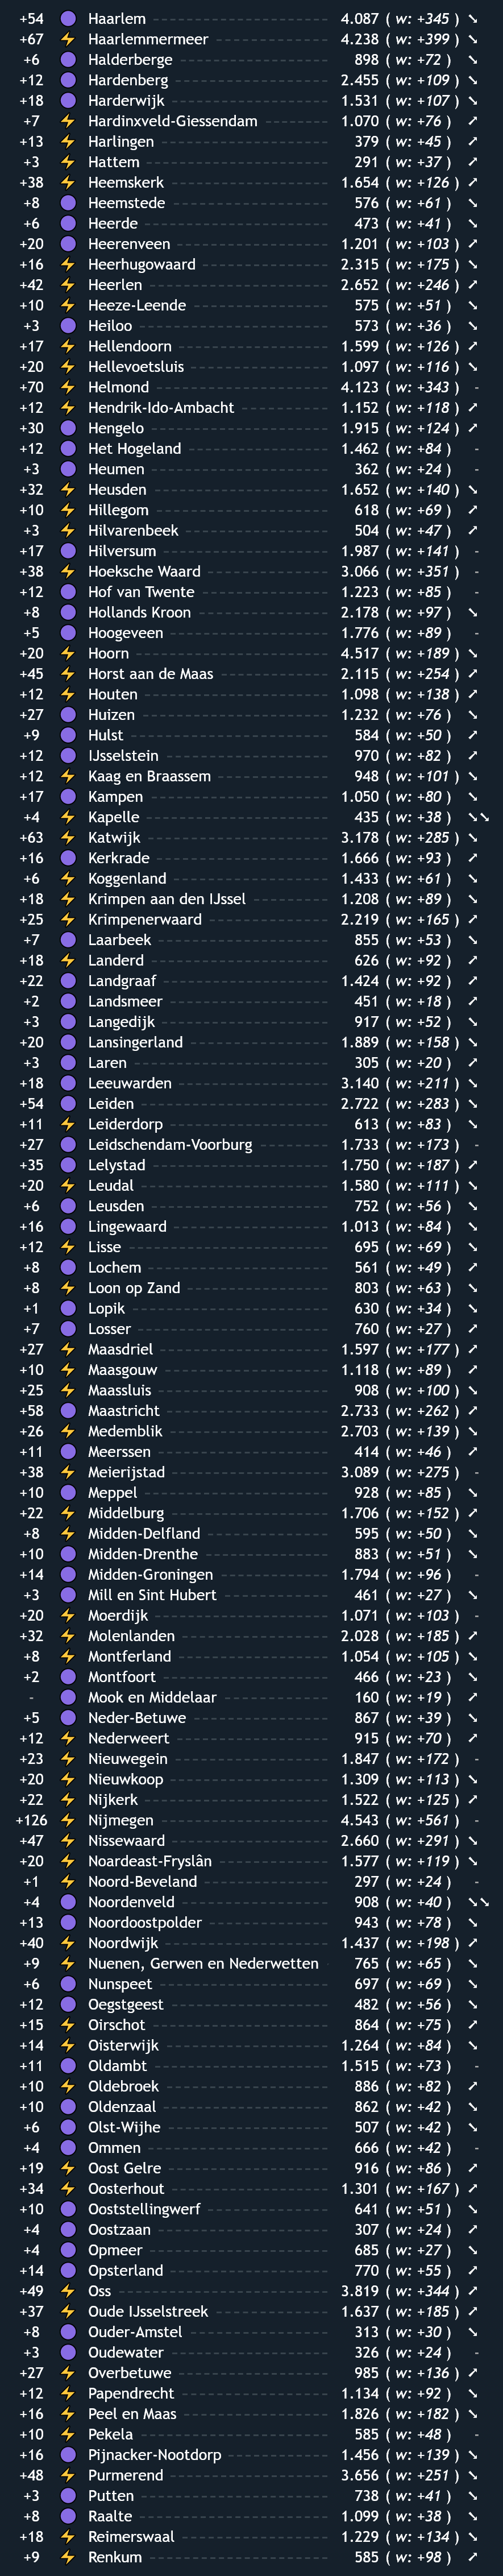 +54 Haarlem 4.087 ( w: +345 ) ↘
+67 Haarlemmermeer 4.238 ( w: +399 ) ↘
+6 Halderberge 898 ( w: +72 ) ↗
+12 Hardenberg 2.455 ( w: +109 ) ↘
+18 Harderwijk 1.531 ( w: +107 ) ↘
+7 Hardinxveld-Giessendam 1.070 ( w: +76 ) ↗
+13 Harlingen 379 ( w: +45 ) ↗
+3 Hattem 291 ( w: +37 ) ↗
+38 Heemskerk 1.654 ( w: +126 ) ↗
+8 Heemstede 576 ( w: +61 ) ↘
+6 Heerde 473 ( w: +41 ) ↘
+20 Heerenveen 1.201 ( w: +103 ) ↗
+16 Heerhugowaard 2.315 ( w: +175 ) ↘
+42 Heerlen 2.652 ( w: +246 ) ↗
+10 Heeze-Leende 575 ( w: +51 ) ↘
+3 Heiloo 573 ( w: +36 ) ↘
+17 Hellendoorn 1.599 ( w: +126 ) ↗
+20 Hellevoetsluis 1.097 ( w: +116 ) ↘
+70 Helmond 4.123 ( w: +343 ) -
+12 Hendrik-Ido-Ambacht 1.152 ( w: +118 ) ↗
+30 Hengelo 1.915 ( w: +124 ) ↗
+12 Het Hogeland 1.462 ( w: +84 ) -
+3 Heumen 362 ( w: +24 ) -
+32 Heusden 1.652 ( w: +140 ) ↘
+10 Hillegom 618 ( w: +69 ) ↗
+3 Hilvarenbeek 504 ( w: +47 ) ↗
+17 Hilversum 1.987 ( w: +141 ) -
+38 Hoeksche Waard 3.066 ( w: +351 ) -
+12 Hof van Twente 1.223 ( w: +85 ) -
+8 Hollands Kroon 2.178 ( w: +97 ) ↘
+5 Hoogeveen 1.776 ( w: +89 ) -
+20 Hoorn 4.517 ( w: +189 ) ↘
+45 Horst aan de Maas 2.115 ( w: +254 ) ↗
+12 Houten 1.098 ( w: +138 ) ↗
+27 Huizen 1.232 ( w: +76 ) ↘
+9 Hulst 584 ( w: +50 ) ↗
+12 IJsselstein 970 ( w: +82 ) ↗
+12 Kaag en Braassem 948 ( w: +101 ) ↘
+17 Kampen 1.050 ( w: +80 ) ↘
+4 Kapelle 435 ( w: +38 ) ↘↘
+63 Katwijk 3.178 ( w: +285 ) ↘
+16 Kerkrade 1.666 ( w: +93 ) ↗
+6 Koggenland 1.433 ( w: +61 ) ↘
+18 Krimpen aan den IJssel 1.208 ( w: +89 ) ↘
+25 Krimpenerwaard 2.219 ( w: +165 ) ↗
+7 Laarbeek 855 ( w: +53 ) ↘
+18 Landerd 626 ( w: +92 ) ↗
+22 Landgraaf 1.424 ( w: +92 ) ↗
+2 Landsmeer 451 ( w: +18 ) ↗
+3 Langedijk 917 ( w: +52 ) ↘
+20 Lansingerland 1.889 ( w: +158 ) ↘
+3 Laren 305 ( w: +20 ) ↗
+18 Leeuwarden 3.140 ( w: +211 ) ↘
+54 Leiden 2.722 ( w: +283 ) ↘
+11 Leiderdorp 613 ( w: +83 ) ↘
+27 Leidschendam-Voorburg 1.733 ( w: +173 ) -
+35 Lelystad 1.750 ( w: +187 ) ↗
+20 Leudal 1.580 ( w: +111 ) ↘
+6 Leusden 752 ( w: +56 ) ↘
+16 Lingewaard 1.013 ( w: +84 ) ↘
+12 Lisse 695 ( w: +69 ) ↘
+8 Lochem 561 ( w: +49 ) ↗
+8 Loon op Zand 803 ( w: +63 ) ↘
+1 Lopik 630 ( w: +34 ) ↘
+7 Losser 760 ( w: +27 ) ↗
+27 Maasdriel 1.597 ( w: +177 ) ↗
+10 Maasgouw 1.118 ( w: +89 ) ↗
+25 Maassluis 908 ( w: +100 ) ↘
+58 Maastricht 2.733 ( w: +262 ) ↗
+26 Medemblik 2.703 ( w: +139 ) ↘
+11 Meerssen 414 ( w: +46 ) ↗
+38 Meierijstad 3.089 ( w: +275 ) -
+10 Meppel 928 ( w: +85 ) ↘
+22 Middelburg 1.706 ( w: +152 ) ↗
+8 Midden-Delfland 595 ( w: +50 ) ↘
+10 Midden-Drenthe 883 ( w: +51 ) ↘
+14 Midden-Groningen 1.794 ( w: +96 ) -
+3 Mill en Sint Hubert 461 ( w: +27 ) ↘
+20 Moerdijk 1.071 ( w: +103 ) -
+32 Molenlanden 2.028 ( w: +185 ) ↗
+8 Montferland 1.054 ( w: +105 ) ↘
+2 Montfoort 466 ( w: +23 ) ↘
- Mook en Middelaar 160 ( w: +19 ) ↗
+5 Neder-Betuwe 867 ( w: +39 ) ↘
+12 Nederweert 915 ( w: +70 ) ↗
+23 Nieuwegein 1.847 ( w: +172 ) -
+20 Nieuwkoop 1.309 ( w: +113 ) ↘
+22 Nijkerk 1.522 ( w: +125 ) ↗
+126 Nijmegen 4.543 ( w: +561 ) -
+47 Nissewaard 2.660 ( w: +291 ) ↘
+20 Noardeast-Fryslân 1.577 ( w: +119 ) ↘
+1 Noord-Beveland 297 ( w: +24 ) -
+4 Noordenveld 908 ( w: +40 ) ↘↘
+13 Noordoostpolder 943 ( w: +78 ) ↘
+40 Noordwijk 1.437 ( w: +198 ) ↗
+9 Nuenen, Gerwen en Nederwetten 765 ( w: +65 ) ↘
+6 Nunspeet 697 ( w: +69 ) ↘
+12 Oegstgeest 482 ( w: +56 ) ↘
+15 Oirschot 864 ( w: +75 ) ↗
+14 Oisterwijk 1.264 ( w: +84 ) ↘
+11 Oldambt 1.515 ( w: +73 ) -
+10 Oldebroek 886 ( w: +82 ) ↗
+10 Oldenzaal 862 ( w: +42 ) ↘
+6 Olst-Wijhe 507 ( w: +42 ) ↘
+4 Ommen 666 ( w: +42 ) -
+19 Oost Gelre 916 ( w: +86 ) ↗
+34 Oosterhout 1.301 ( w: +167 ) ↘
+10 Ooststellingwerf 641 ( w: +51 ) ↘
+4 Oostzaan 307 ( w: +24 ) ↗
+4 Opmeer 685 ( w: +27 ) ↘
+14 Opsterland 770 ( w: +55 ) ↗
+49 Oss 3.819 ( w: +344 ) ↗
+37 Oude IJsselstreek 1.637 ( w: +185 ) ↗
+8 Ouder-Amstel 313 ( w: +30 ) ↘
+3 Oudewater 326 ( w: +24 ) -
+27 Overbetuwe 985 ( w: +136 ) ↗
+12 Papendrecht 1.134 ( w: +92 ) ↘
+16 Peel en Maas 1.826 ( w: +182 ) ↘
+10 Pekela 585 ( w: +48 ) -
+16 Pijnacker-Nootdorp 1.456 ( w: +139 ) ↘
+48 Purmerend 3.656 ( w: +251 ) ↗
+3 Putten 738 ( w: +41 ) ↘
+8 Raalte 1.099 ( w: +38 ) ↘
+18 Reimerswaal 1.229 ( w: +134 ) ↘
+9 Renkum 585 ( w: +98 ) ↗